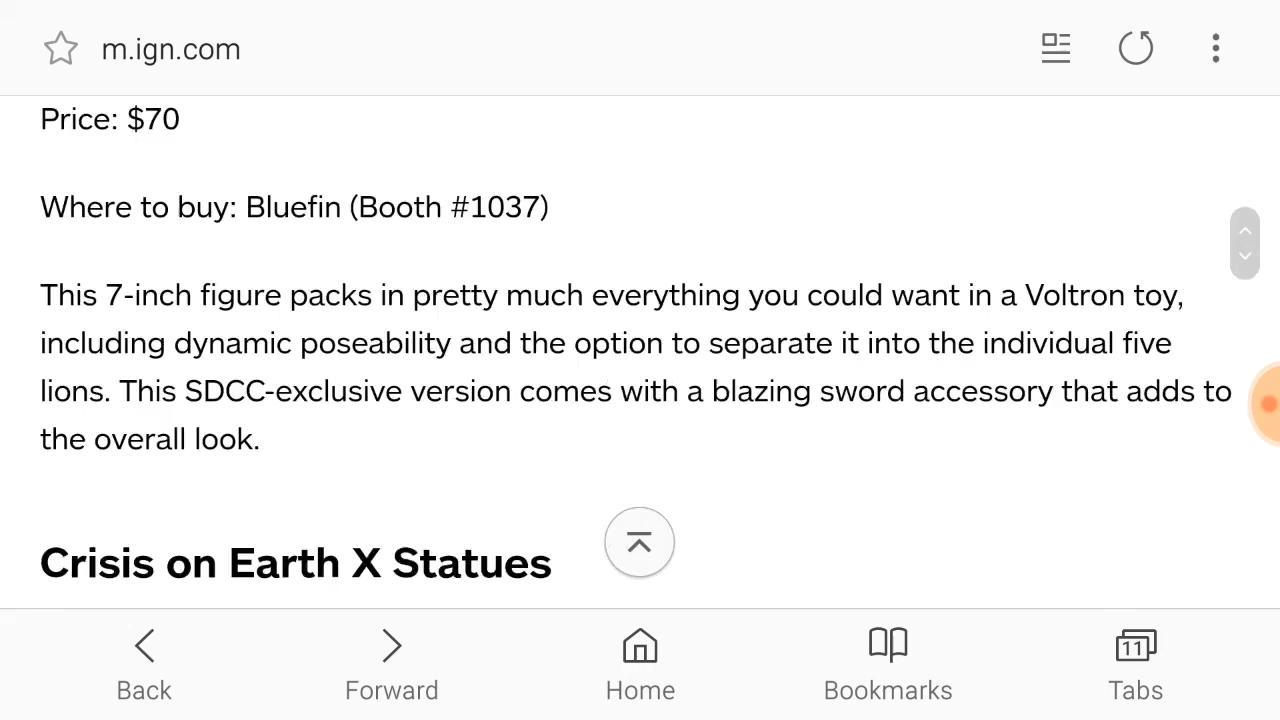 m.ign.com
Price: $70
Where to buy: Bluefin (Booth #1037)
This 7-inch figure packs in pretty much everything you could want in a Voltron toy,
including dynamic poseability and the option to separate it into the individual five
lions. This SDCC-exclusive version comes with a blazing sword accessory that adds to
the overall look.
Crisis on Earth X Statues
11
Back Forward Home Bookmarks Tabs